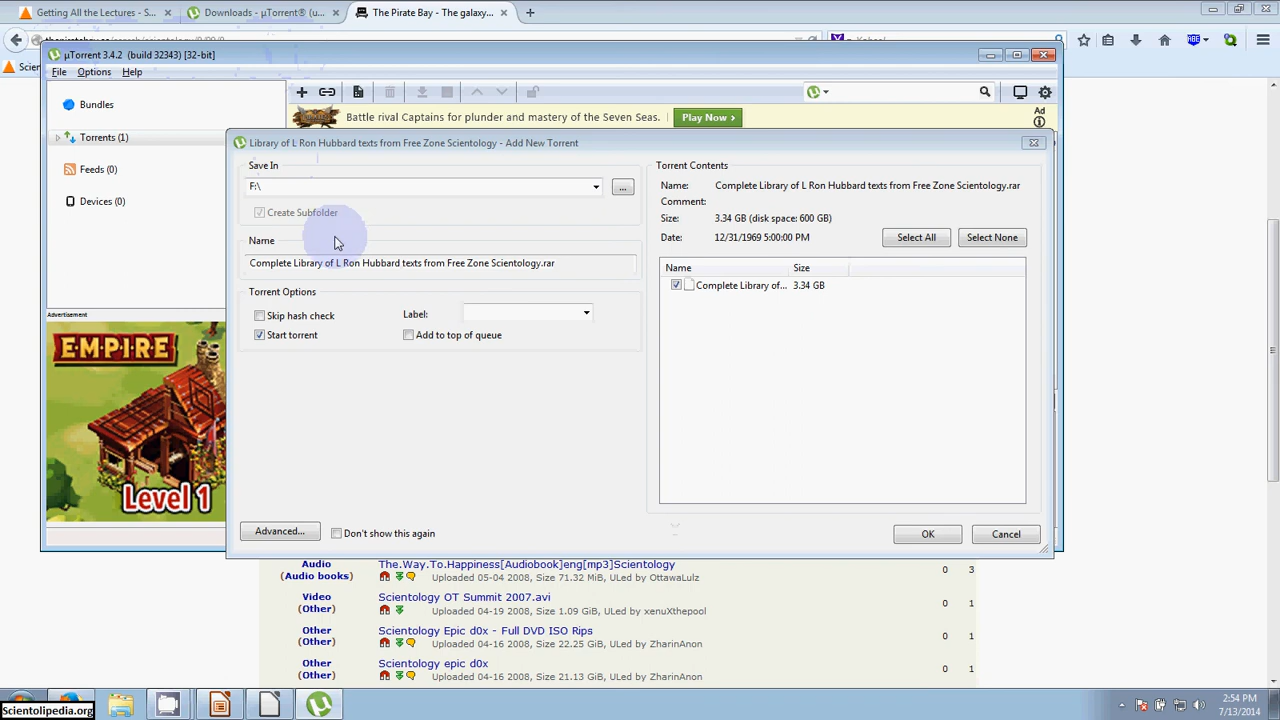 Getting All the Lectures - S...
Downloads - µTorrent® (u...
The Pirate Bay - The galaxy...
µTorrent 3.4.2 (build 32343) [32-bit]
Scien
File Options Help
Bundles
Torrents (1)
Feeds (0)
Devices (0)
Battle rival Captains for plunder and mastery of the Seven Seas.
Play Now >
Ad
Library of L Ron Hubbard texts from Free Zone Scientology - Add New Torrent
Save In
F:\
...
Create Subfolder
Name
Complete Library of L Ron Hubbard texts from Free Zone Scientology.rar
Torrent Options
Skip hash check
Label:
Start torrent
Add to top of queue
Torrent Contents
Name: Complete Library of L Ron Hubbard texts from Free Zone Scientology.rar
Comment:
Size: 3.34 GB (disk space: 600 GB)
Date: 12/31/1969 5:00:00 PM
Select All
Select None
Name Size
Complete Library of... 3.34 GB
Advertisement
EMPIRE
Level 1
Advanced...
Don't show this again
OK
Cancel
Audio
(Audio books)
The.Way.To.Happiness[Audiobook]eng[mp3]Scientology
Uploaded 05-04 2008, Size 71.32 MiB, ULed by OttawaLulz
0 3
Video
(Other)
Scientology OT Summit 2007.avi
Uploaded 04-19 2008, Size 1.09 GiB, ULed by xenuXthepool
0 1
Other
(Other)
Scientology Epic d0x - Full DVD ISO Rips
Uploaded 04-16 2008, Size 22.25 GiB, ULed by ZharinAnon
0 1
Other
(Other)
Scientology epic d0x
Uploaded 04-16 2008, Size 21.13 GiB, ULed by ZharinAnon
0 1
Scientolipedia.org
2:54 PM
7/13/2014